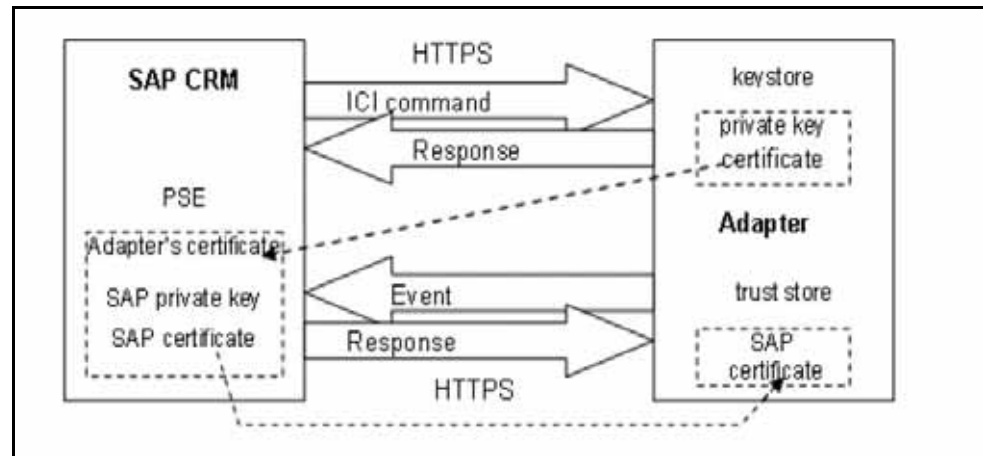 HTTPS
SAP CRM
ICI command
Response
PSE
Adapter's certificate
SAP private key
SAP certificate
Event
Response
HTTPS
keystore
private key
certificate
Adapter
trust store
SAP
certificate